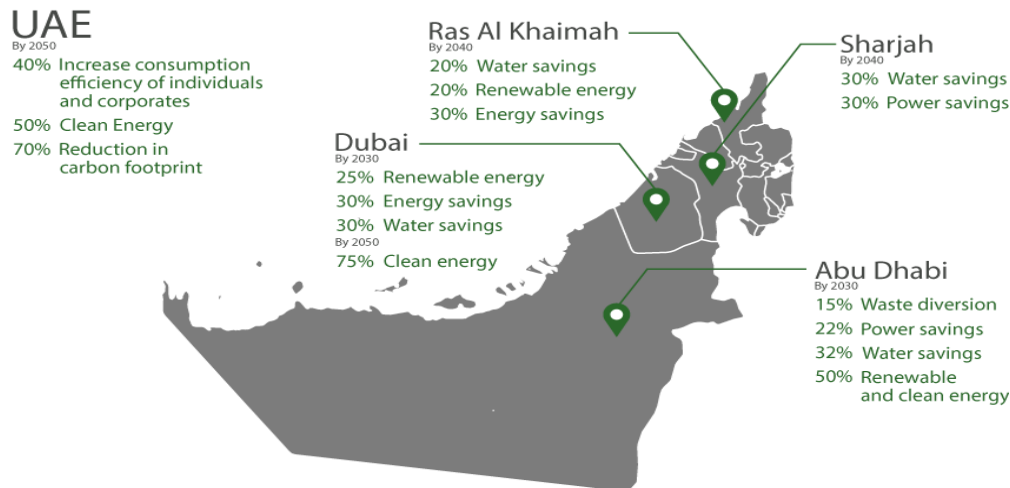 UAE
By 2050
40% Increase consumption
efficiency of individuals
and corporates
50% Clean Energy
70% Reduction in
carbon footprint
Ras Al Khaimah
By 2040
20% Water savings
20% Renewable energy
30% Energy savings
Sharjah
By 2040
30% Water savings
30% Power savings
Dubai
By 2030
25% Renewable energy
30% Energy savings
30% Water savings
By 2050
75% Clean energy
Abu Dhabi
By 2030
15% Waste diversion
22% Power savings
32% Water savings
50% Renewable
and clean energy